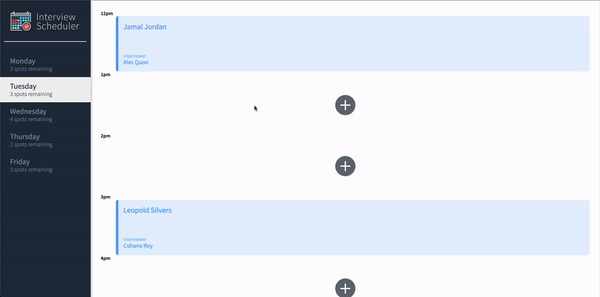 Interview
Scheduler
Monday
3 spots remaining
Tuesday
3 spots remaining
Wednesday
4 spots remaining
Thursday
2 spots remaining
Friday
3 spots remaining
12pm
Jamal Jordan
Interviewer
Alec Quon
1pm
2pm
3pm
Leopold Silvers
Interviewer
Cohana Roy
4pm